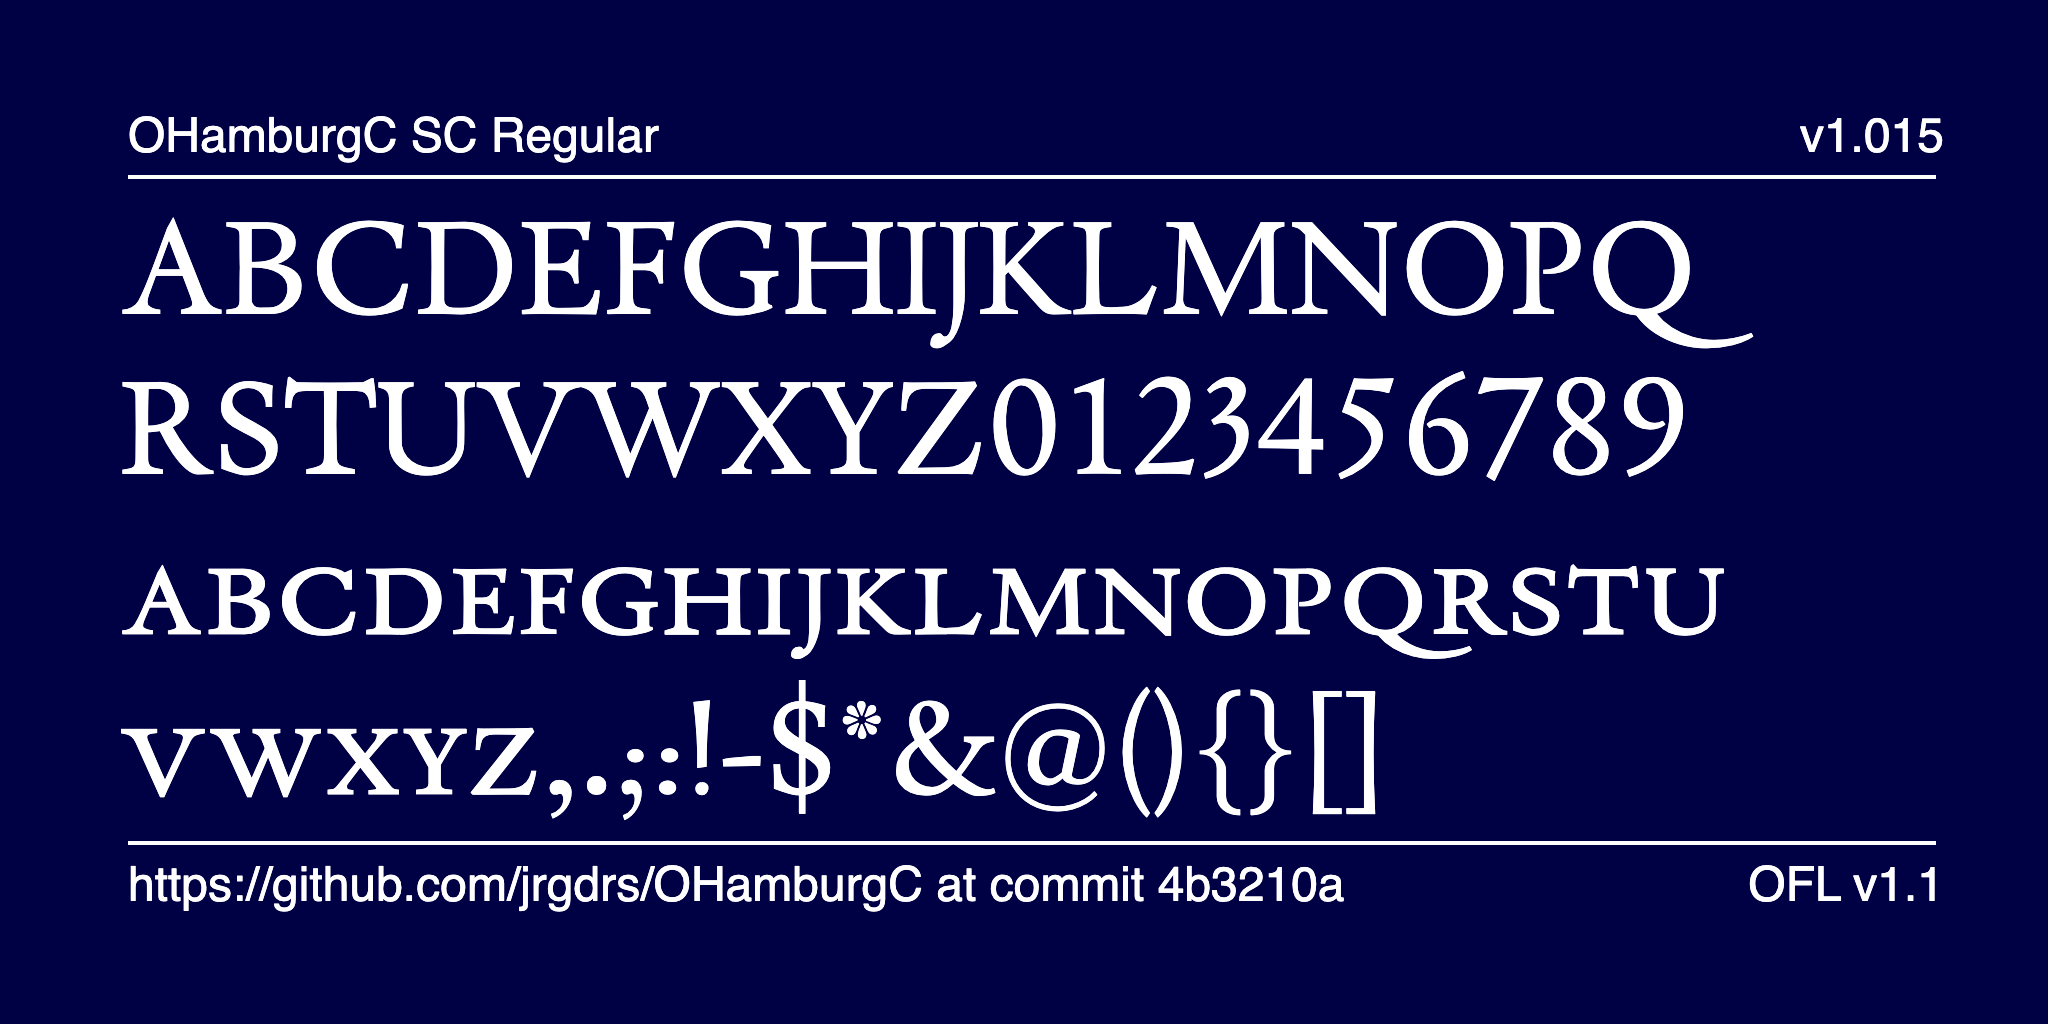 OHamburgC SC Regular
v1.015
ABCDEFGHIJKLMNOPQ
RSTUVWXYZ0123456789
ABCDEFGHIJKLMNOPQRSTU
VWXYZ,.;:!-$*&@(){}[]
https://github.com/jrgdrs/OHamburgC at commit 4b3210a
OFL v1.1